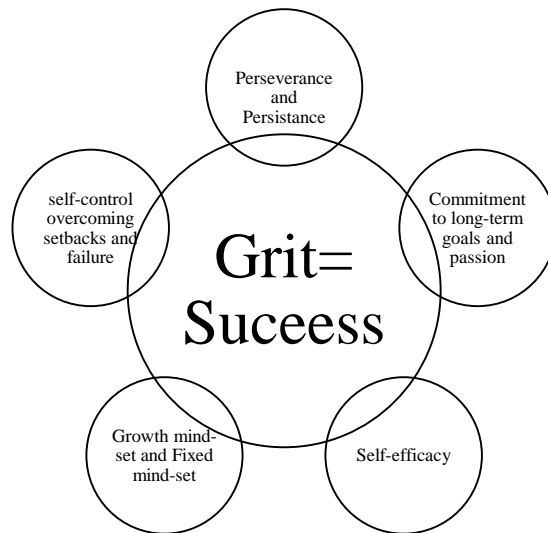 Perseverance
and
Persistance
self-control
overcoming
setbacks and
failure
Commitment
to long-term
goals and
passion
Grit=
Suceess
Growth mind-
set and Fixed
mind-set
Self-efficacy